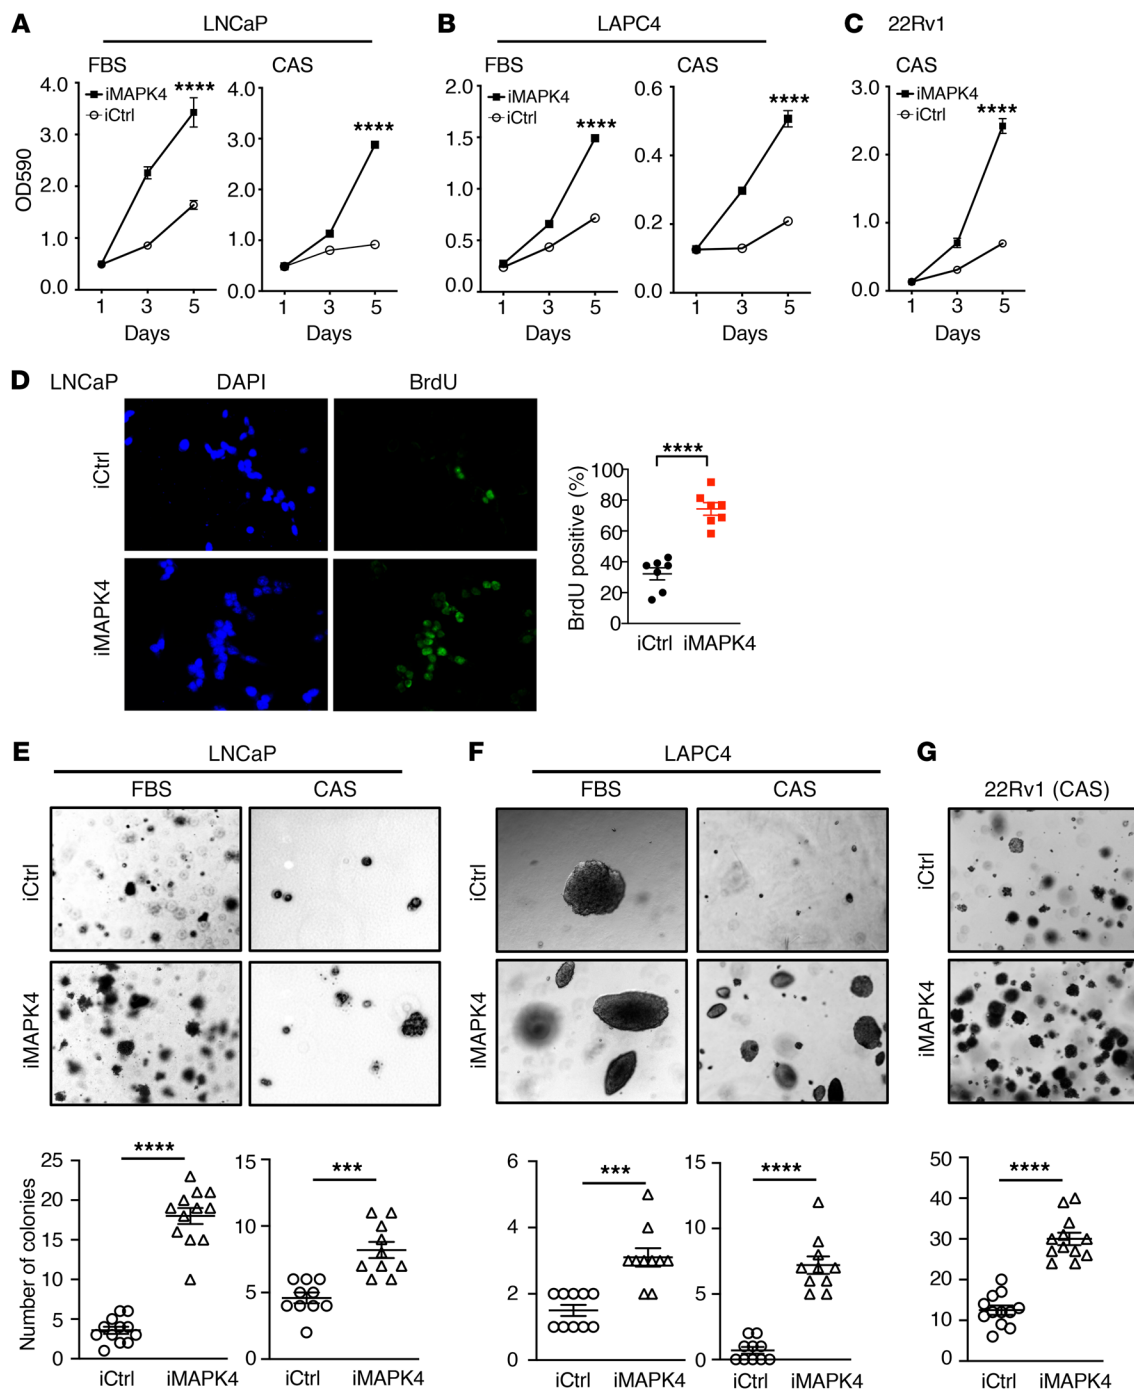 A LNCaP B LAPC4 C 22Rv1
FBS CAS FBS CAS CAS
4.0 3.0 2.0 1.0 0.0
OD590
iMAPK4
iCtrl
****
1 3 5
Days
4.0 3.0 2.0 1.0 0.0
****
1 3 5
Days
2.0 1.5 1.0 0.5 0.0
iMAPK4
iCtrl
****
1 3 5
Days
0.6 0.4 0.2 0.0
****
1 3 5
Days
3.0 2.0 1.0 0.0
iMAPK4
iCtrl
****
1 3 5
Days
D LNCaP DAPI BrdU
iCtrl
iMAPK4
****
BrdU positive (%)
100 80 60 40 20 0
iCtrl iMAPK4
E LNCaP F LAPC4 G
FBS CAS FBS CAS 22Rv1 (CAS)
iCtrl iCtrl iCtrl
iMAPK4 iMAPK4 iMAPK4
Number of colonies
25 20 15 10 5 0
****
iCtrl iMAPK4
15 10 5 0
***
iCtrl iMAPK4
6 4 2 0
***
iCtrl iMAPK4
15 10 5 0
****
iCtrl iMAPK4
50 40 30 20 10 0
****
iCtrl iMAPK4